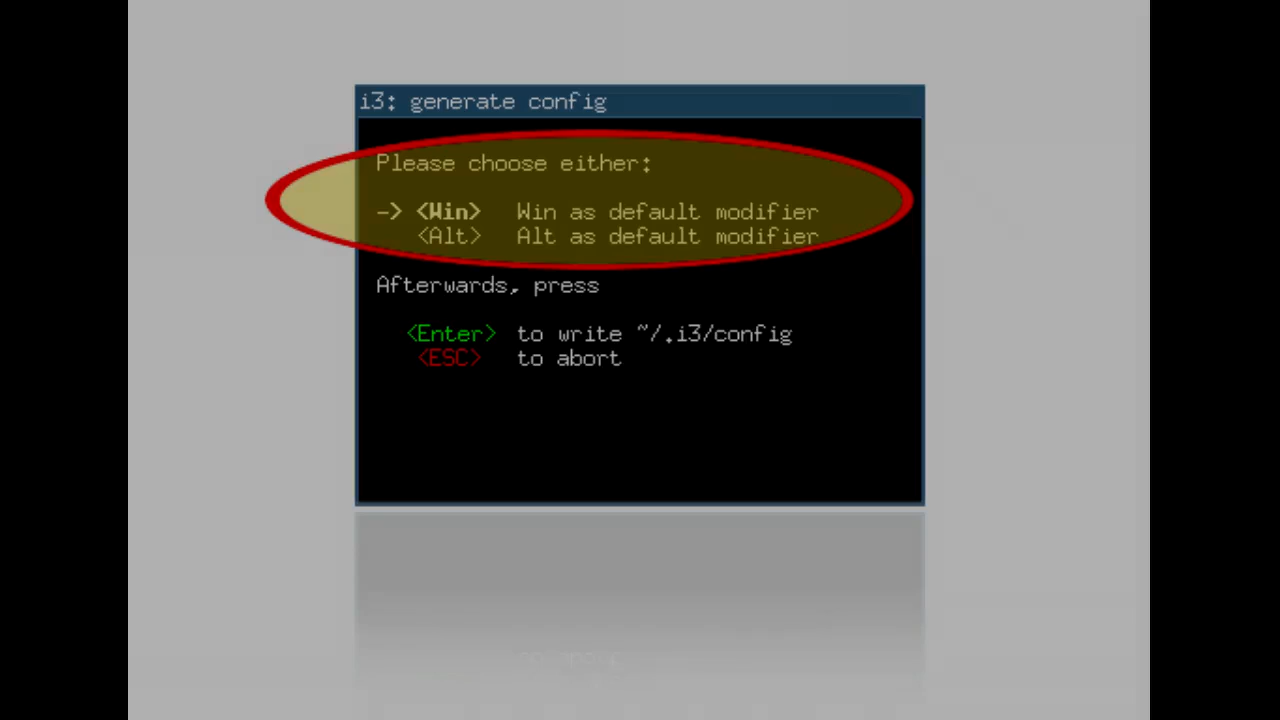 i3: generate config
Please choose either:
-> <Win> Win as default modifier
<Alt> Alt as default modifier
Afterwards, press
<Enter> to write ~/.i3/config
<ESC> to abort